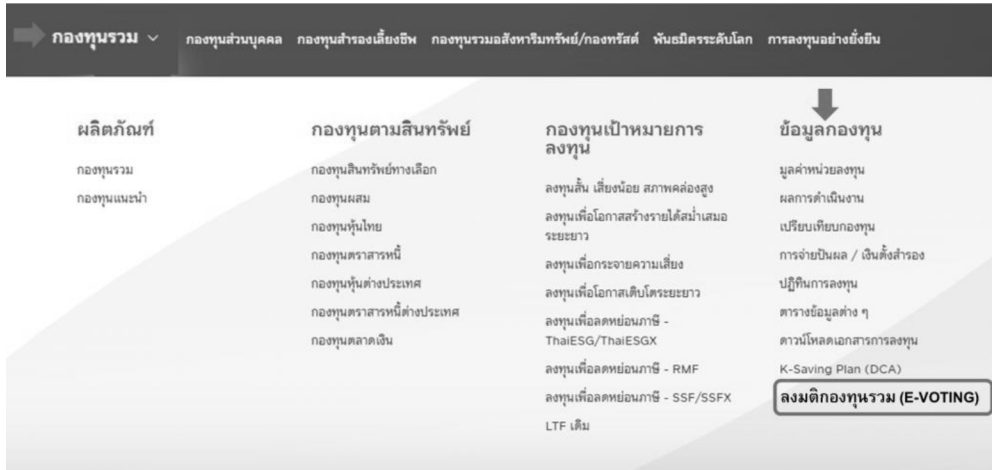 กองทุนรวม
กองทุนส่วนบุคคล
กองทุนสำรองเลี้ยงชีพ
กองทุนรวมอสังหาริมทรัพย์/กองทรัสต์
พันธมิตรระดับโลก
การลงทุนอย่างยั่งยืน
ผลิตภัณฑ์
กองทุนรวม
กองทุนแนะนำ
กองทุนตามสินทรัพย์
กองทุนสินทรัพย์ทางเลือก
กองทุนผสม
กองทุนหุ้นไทย
กองทุนตราสารหนี้
กองทุนหุ้นต่างประเทศ
กองทุนตราสารหนี้ต่างประเทศ
กองทุนตลาดเงิน
กองทุนเป้าหมายการ
ลงทุน
ลงทุนสั้น เสี่ยงน้อย สภาพคล่องสูง
ลงทุนเพื่อโอกาสสร้างรายได้สม่ำเสมอ
ระยะยาว
ลงทุนเพื่อกระจายความเสี่ยง
ลงทุนเพื่อโอกาสเติบโตระยะยาว
ลงทุนเพื่อลดหย่อนภาษี -
ThaiESG/ThaiESGX
ลงทุนเพื่อลดหย่อนภาษี - RMF
ลงทุนเพื่อลดหย่อนภาษี - SSF/SSFX
LTF เดิม
ข้อมูลกองทุน
มูลค่าหน่วยลงทุน
ผลการดำเนินงาน
เปรียบเทียบกองทุน
การจ่ายปันผล / เงินตั้งสำรอง
ปฏิทินการลงทุน
ตารางข้อมูลต่าง ๆ
ดาวน์โหลดเอกสารการลงทุน
K-Saving Plan (DCA)
ลงมติกองทุนรวม (E-VOTING)